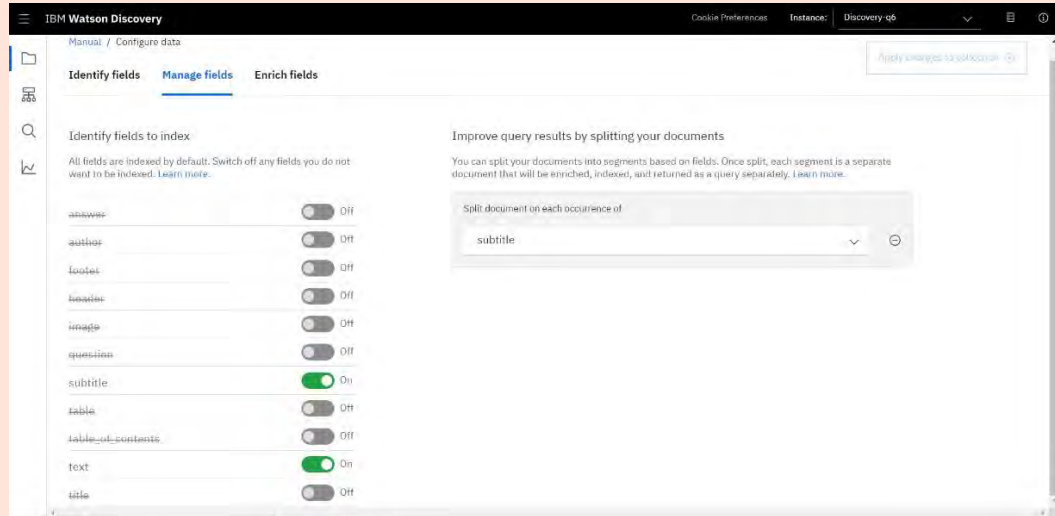 IBM Watson Discovery
Cookie Preferences
Instance:
Discovery-q6
Manual / Configure data
Apply changes to collection
Identify fields
Manage fields
Enrich fields
Identify fields to index
All fields are indexed by default. Switch off any fields you do not
want to be indexed. Learn more.
answer Off
author Off
footer Off
header Off
image Off
question Off
subtitle On
table Off
table_of_contents Off
text On
title Off
Improve query results by splitting your documents
You can split your documents into segments based on fields. Once split, each segment is a separate
document that will be enriched, indexed, and returned as a query separately. Learn more.
Split document on each occurrence of
subtitle